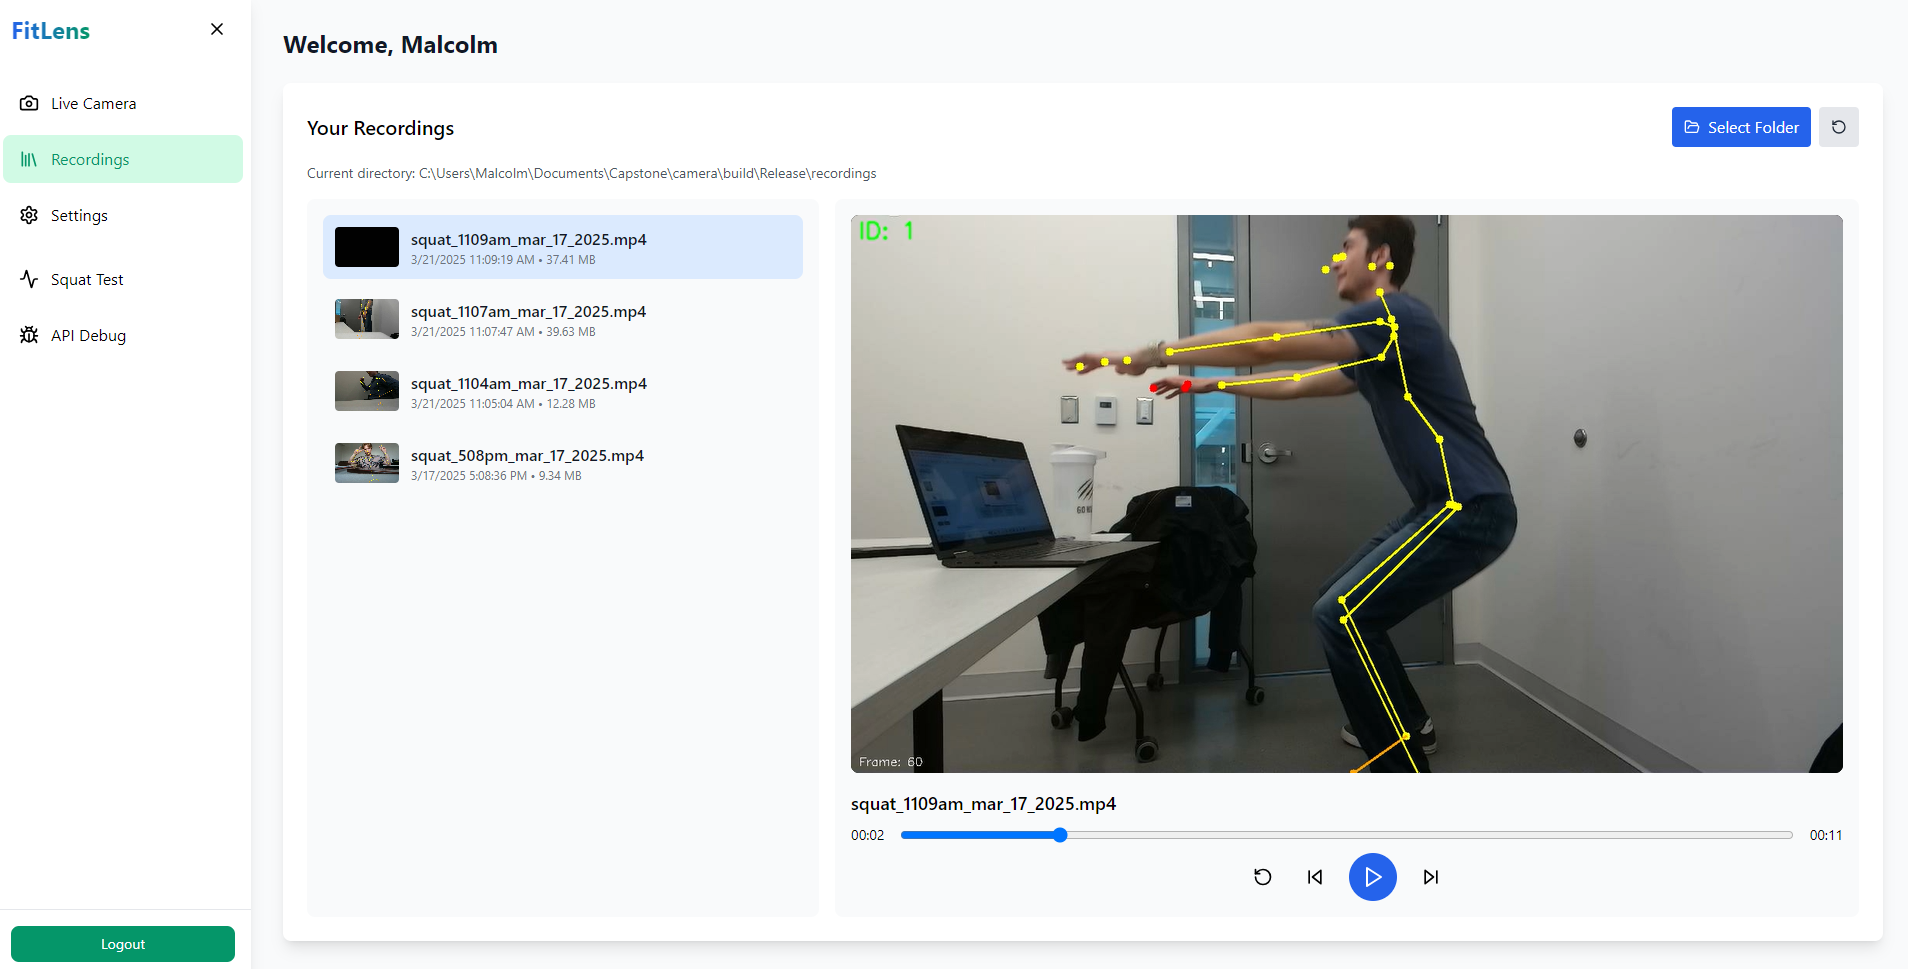 FitLens
Live Camera
Recordings
Settings
Squat Test
API Debug
Logout
Welcome, Malcolm
Your Recordings
Select Folder
Current directory: C:\Users\Malcolm\Documents\Capstone\camera\build\Release\recordings
squat_1109am_mar_17_2025.mp4
3/21/2025 11:09:19 AM • 37.41 MB
squat_1107am_mar_17_2025.mp4
3/21/2025 11:07:47 AM • 39.63 MB
squat_1104am_mar_17_2025.mp4
3/21/2025 11:05:04 AM • 12.28 MB
squat_508pm_mar_17_2025.mp4
3/17/2025 5:08:36 PM • 9.34 MB
ID: 1
Frame: 60
squat_1109am_mar_17_2025.mp4
00:02
00:11